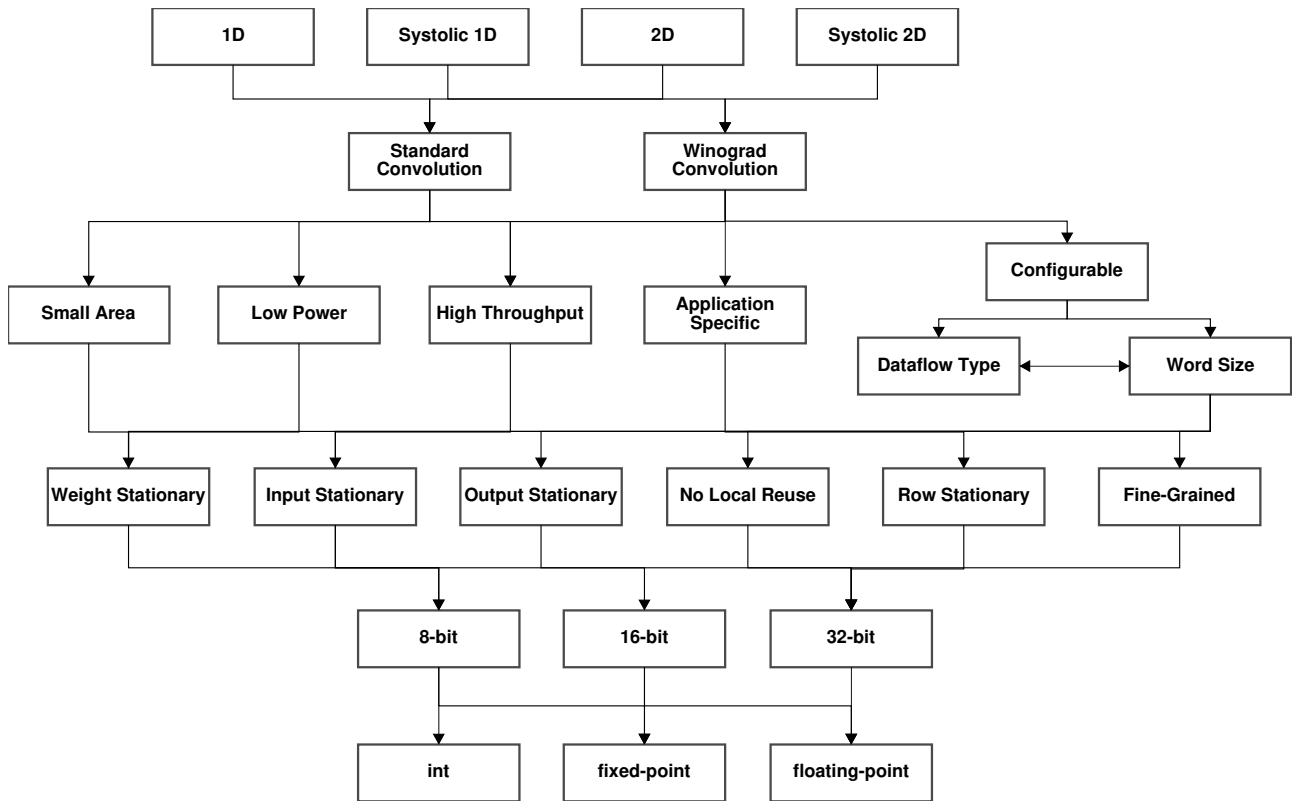 1D
Systolic 1D
2D
Systolic 2D
Standard
Convolution
Winograd
Convolution
Configurable
Small Area
Low Power
High Throughput
Application
Specific
Dataflow Type
Word Size
Weight Stationary
Input Stationary
Output Stationary
No Local Reuse
Row Stationary
Fine-Grained
8-bit
16-bit
32-bit
int
fixed-point
floating-point